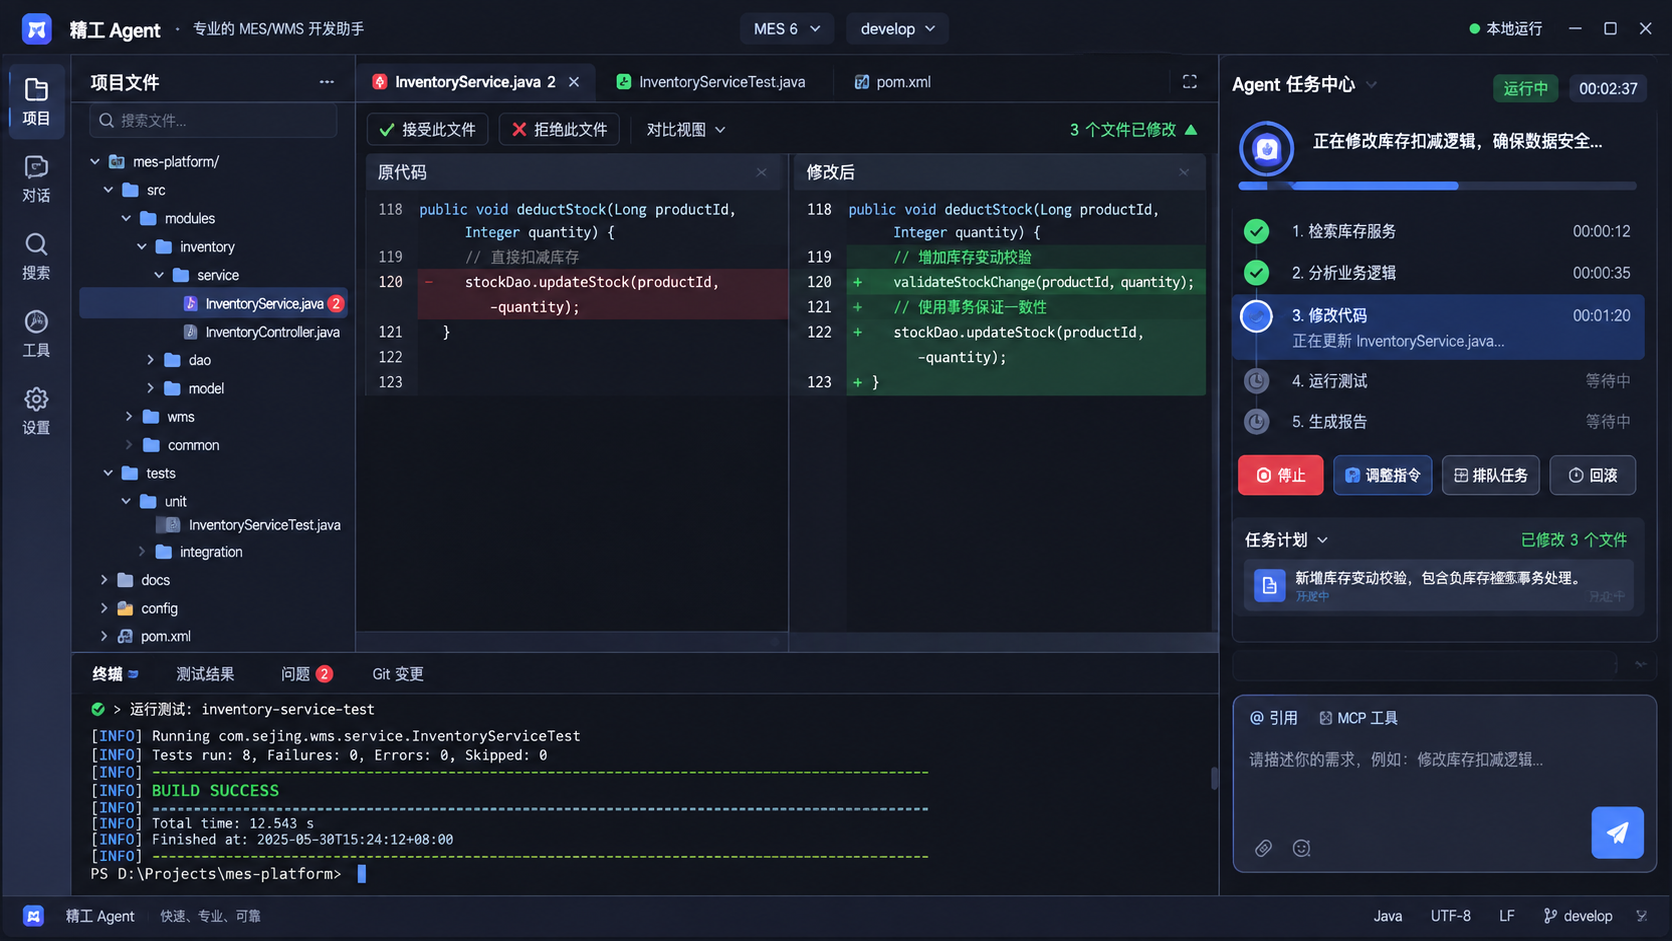 精工 Agent · 专业的 MES/WMS 开发助手
MES 6
develop
本地运行
项目
对话
搜索
工具
设置
项目文件
搜索文件...
mes-platform/
src
modules
inventory
service
InventoryService.java 2
InventoryController.java
dao
model
wms
common
tests
unit
InventoryServiceTest.java
integration
docs
config
pom.xml
InventoryService.java 2
InventoryServiceTest.java
pom.xml
接受此文件
拒绝此文件
对比视图
3 个文件已修改
原代码
118 public void deductStock(Long productId,
Integer quantity) {
119 // 直接扣减库存
120 - stockDao.updateStock(productId,
-quantity);
121 }
122
123
修改后
118 public void deductStock(Long productId,
Integer quantity) {
119 // 增加库存变动校验
120 + validateStockChange(productId, quantity);
121 + // 使用事务保证一致性
122 + stockDao.updateStock(productId,
-quantity);
123 + }
Agent 任务中心
运行中
00:02:37
正在修改库存扣减逻辑，确保数据安全...
1. 检索库存服务 00:00:12
2. 分析业务逻辑 00:00:35
3. 修改代码 00:01:20
正在更新 InventoryService.java...
4. 运行测试 等待中
5. 生成报告 等待中
停止
调整指令
排队任务
回滚
任务计划
已修改 3 个文件
新增库存变动校验，包含负库存
事务处理。
@ 引用
MCP 工具
请描述你的需求，例如：修改库存扣减逻辑...
终端
测试结果
问题 2
Git 变更
> 运行测试: inventory-service-test
[INFO] Running com.sejing.wms.service.InventoryServiceTest
[INFO] Tests run: 8, Failures: 0, Errors: 0, Skipped: 0
[INFO] ------------------------------------------------------------------------
[INFO] BUILD SUCCESS
[INFO] ------------------------------------------------------------------------
[INFO] Total time: 12.543 s
[INFO] Finished at: 2025-05-30T15:24:12+08:00
[INFO] ------------------------------------------------------------------------
PS D:\Projects\mes-platform>
精工 Agent
快速、专业、可靠
Java
UTF-8
LF
develop